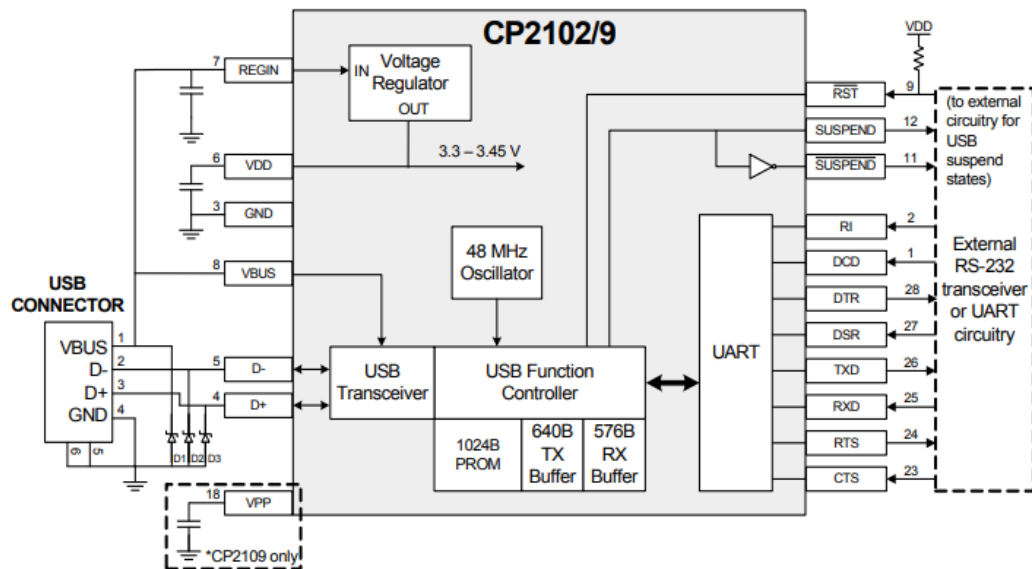 CP2102/9
VDD
7
REGIN
IN
Voltage
Regulator
OUT
9
RST
(to external
circuitry for
USB
suspend
states)
12
SUSPEND
11
SUSPEND
6
VDD
3.3 – 3.45 V
3
GND
8
VBUS
48 MHz
Oscillator
UART
RI
2
DCD
1
DTR
28
DSR
27
TXD
26
RXD
25
RTS
24
CTS
23
External
RS-232
transceiver
or UART
circuitry
USB
CONNECTOR
VBUS
1
D-
2
D+
3
GND
4
6
5
D1
D2
D3
5
D-
4
D+
USB
Transceiver
USB Function
Controller
1024B
PROM
640B
TX
Buffer
576B
RX
Buffer
18
VPP
*CP2109 only